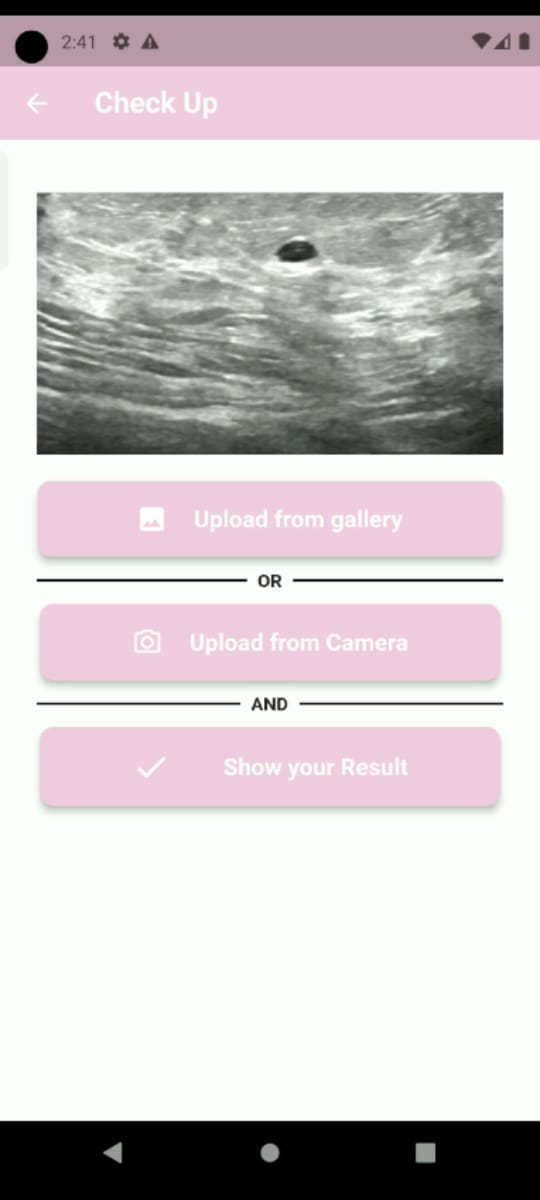 2:41
Check Up
Upload from gallery
OR
Upload from Camera
AND
Show your Result